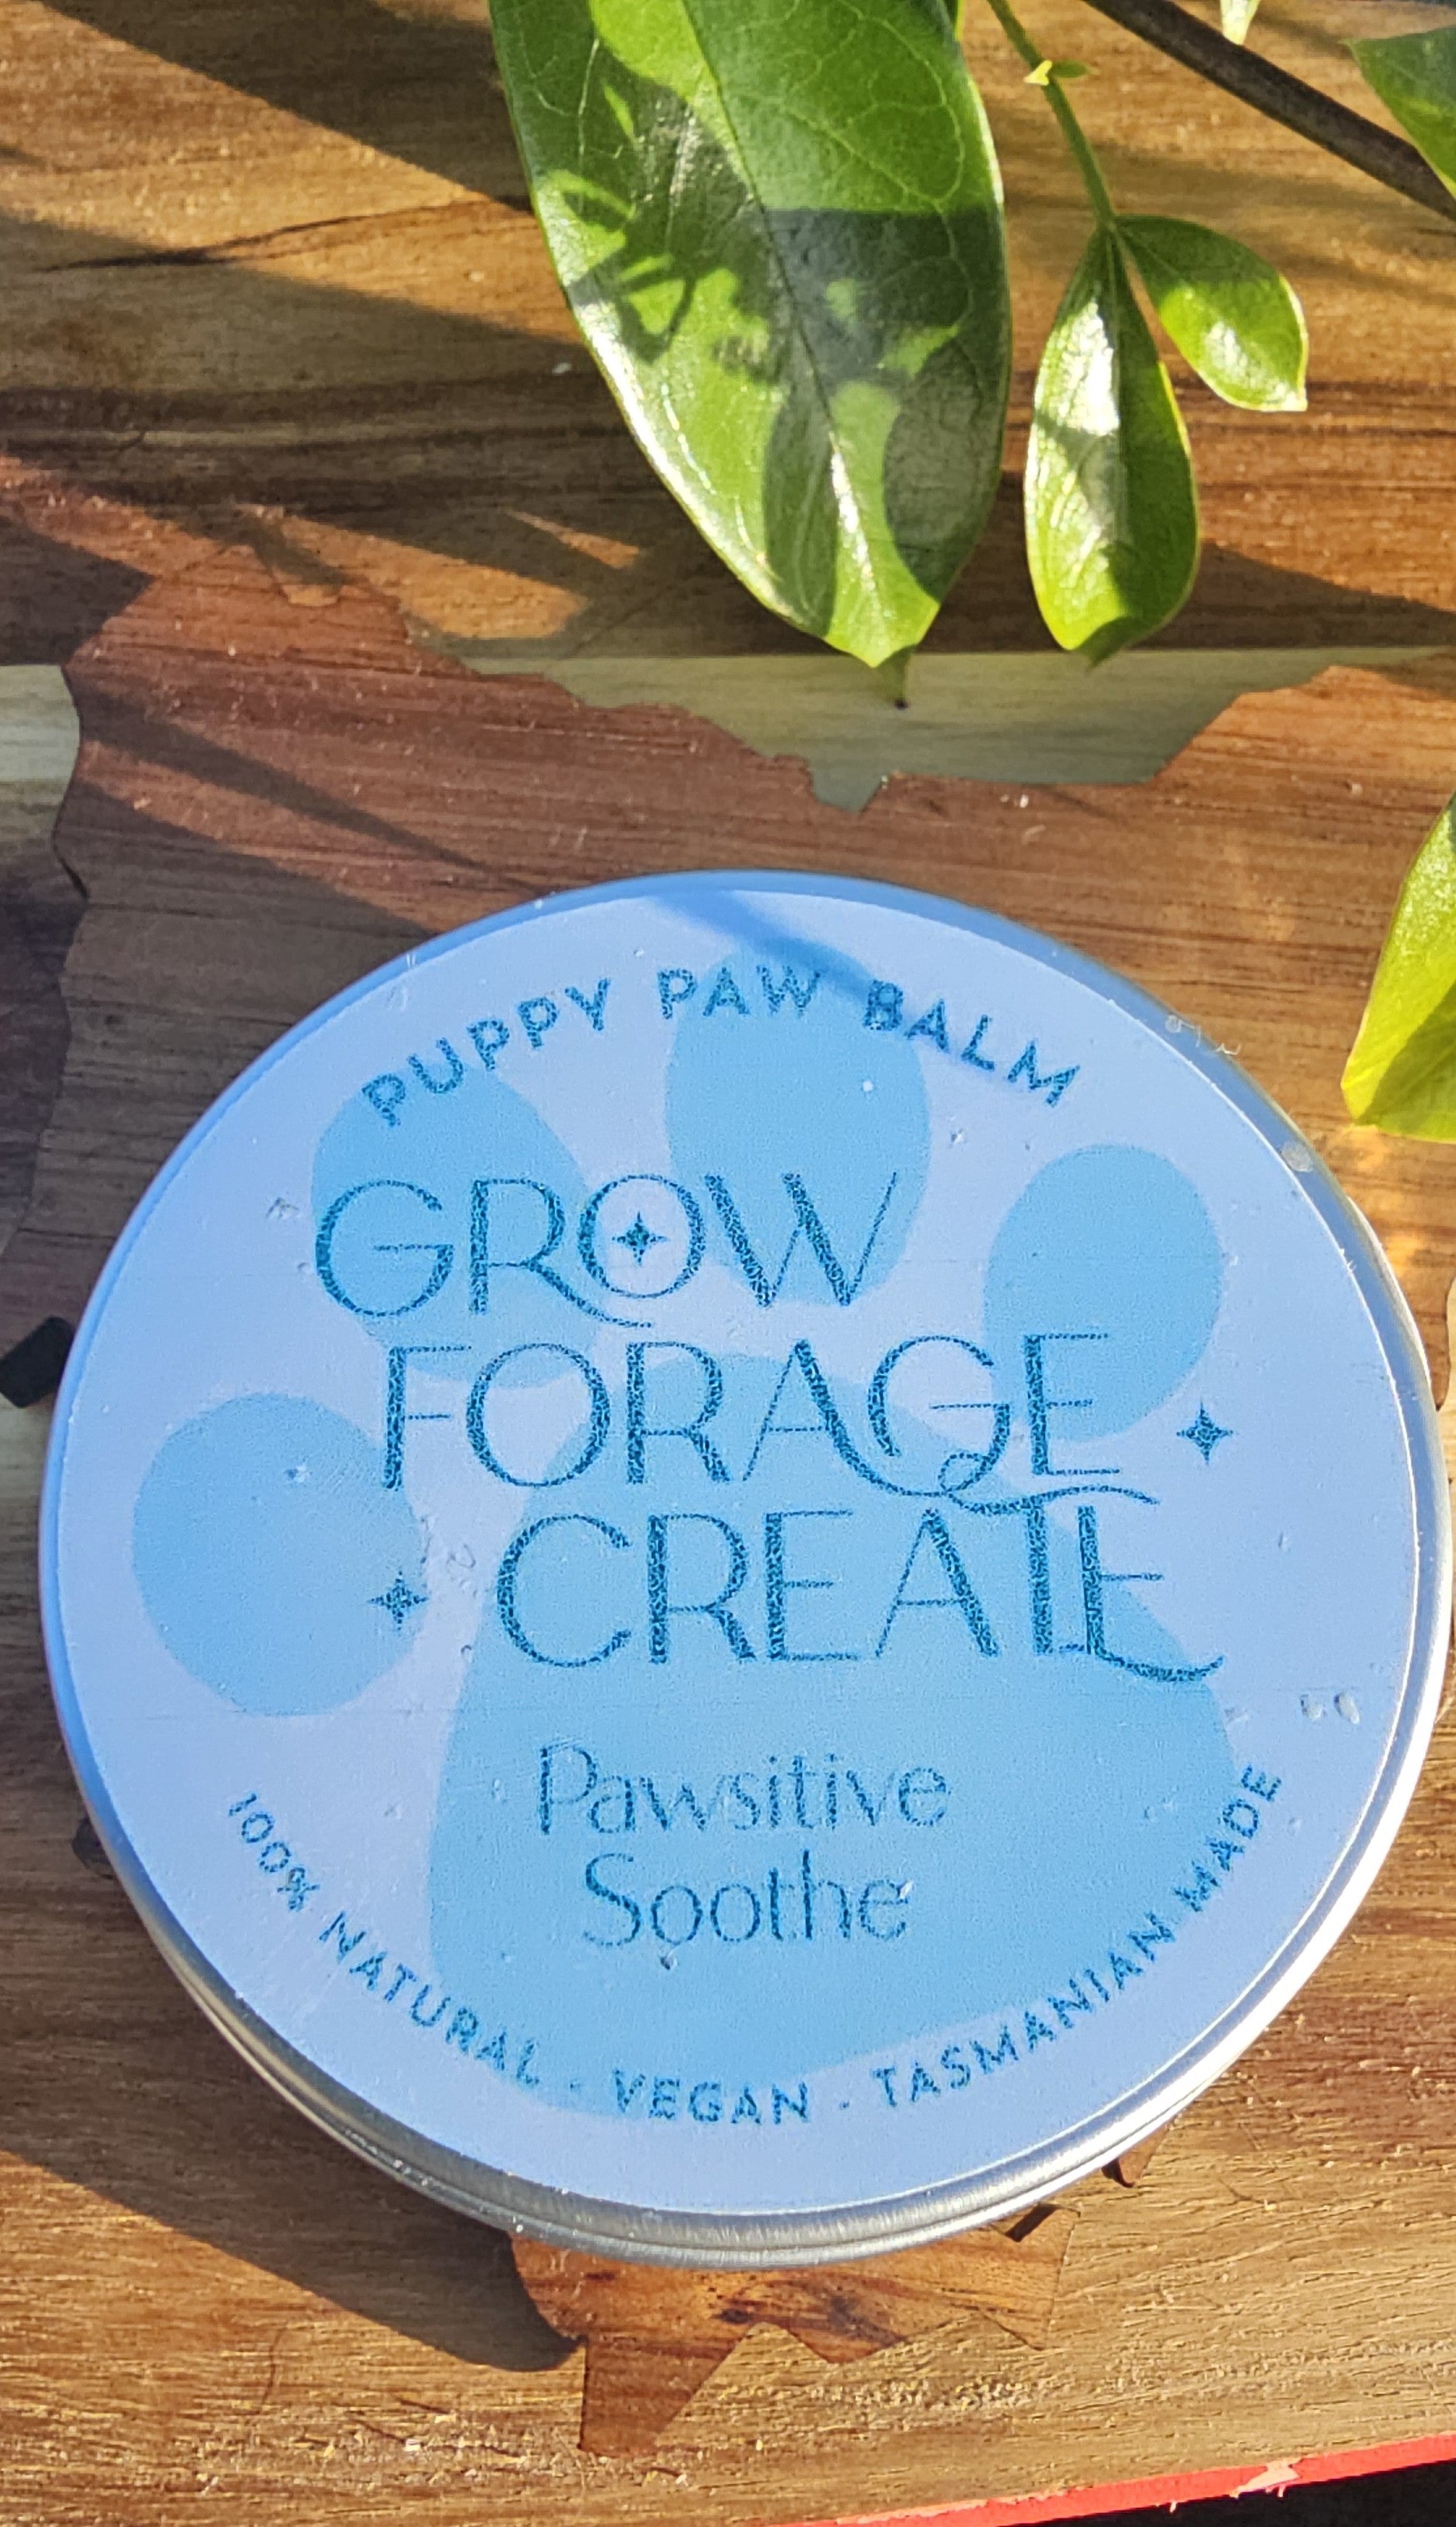 PUPPY PAW BALM
GROW
FORAGE
CREATE
Pawsitive
Soothe
100% NATURAL · VEGAN · TASMANIAN MADE